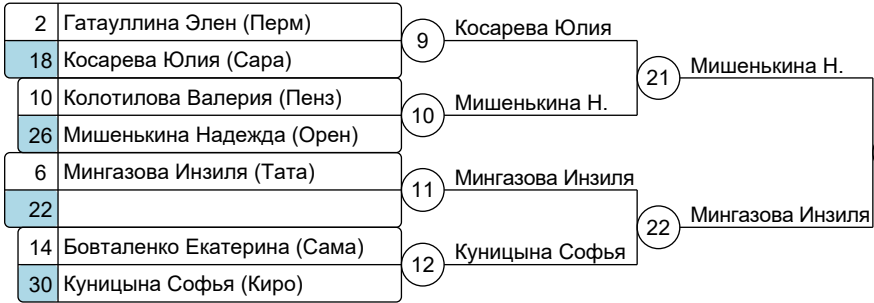 2 Гатауллина Элен (Перм)
9 Косарева Юлия
18 Косарева Юлия (Сара)
21 Мишенькина Н.
10 Колотилова Валерия (Пенз)
10 Мишенькина Н.
26 Мишенькина Надежда (Орен)
6 Мингазова Инзиля (Тата)
11 Мингазова Инзиля
22
22 Мингазова Инзиля
14 Бовталенко Екатерина (Сама)
12 Куницына Софья
30 Куницына Софья (Киро)